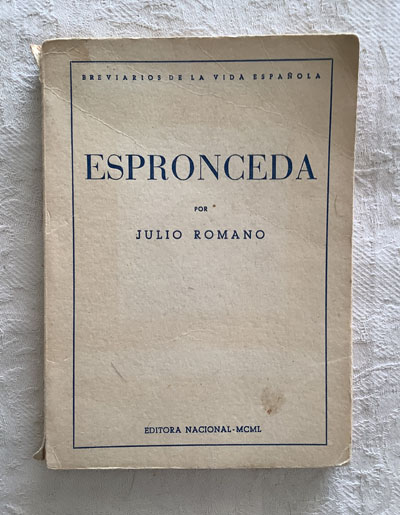 BREVIARIOS DE LA VIDA ESPAÑOLA
ESPRONCEDA
POR
JULIO ROMANO
EDITORA NACIONAL-MCML